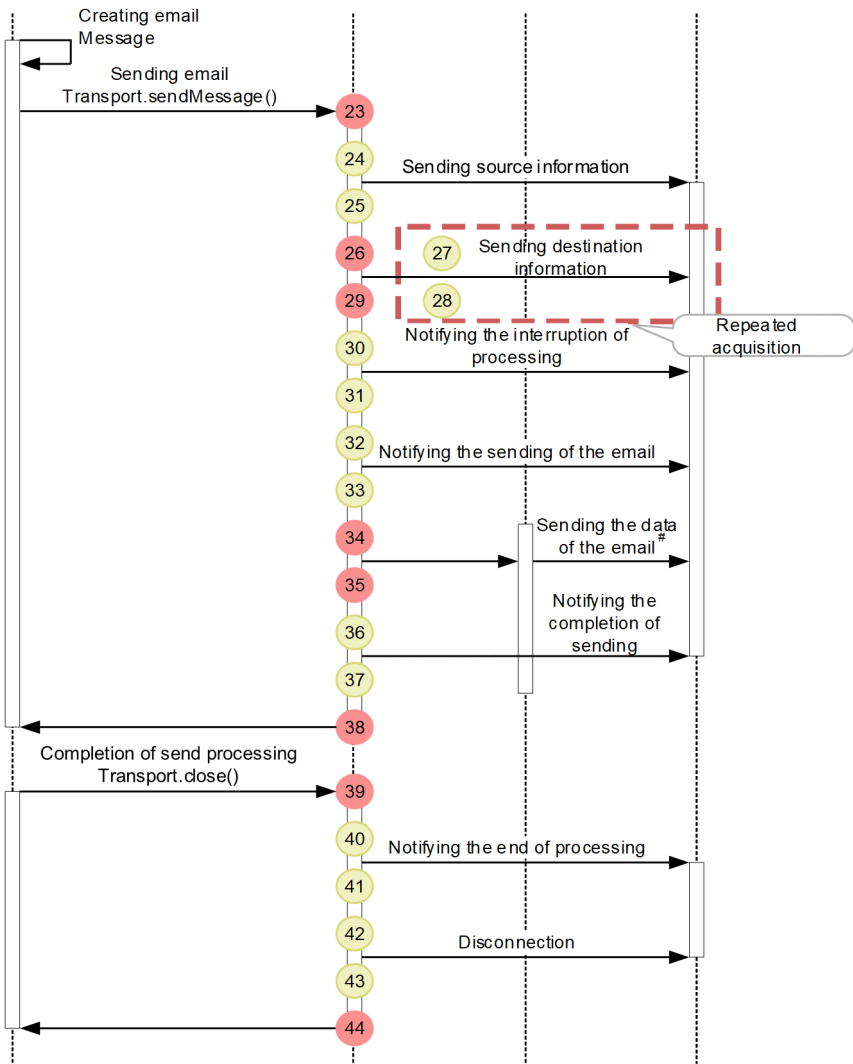 Creating email
Message
Sending email
Transport.sendMessage()
23
24
Sending source information
25
26
27
Sending destination
information
29
28
Repeated
acquisition
30
Notifying the interruption of
processing
31
32
Notifying the sending of the email
33
34
Sending the data
of the email#
35
Notifying the
completion of
sending
36
37
38
Completion of send processing
Transport.close()
39
40
Notifying the end of processing
41
42
Disconnection
43
44